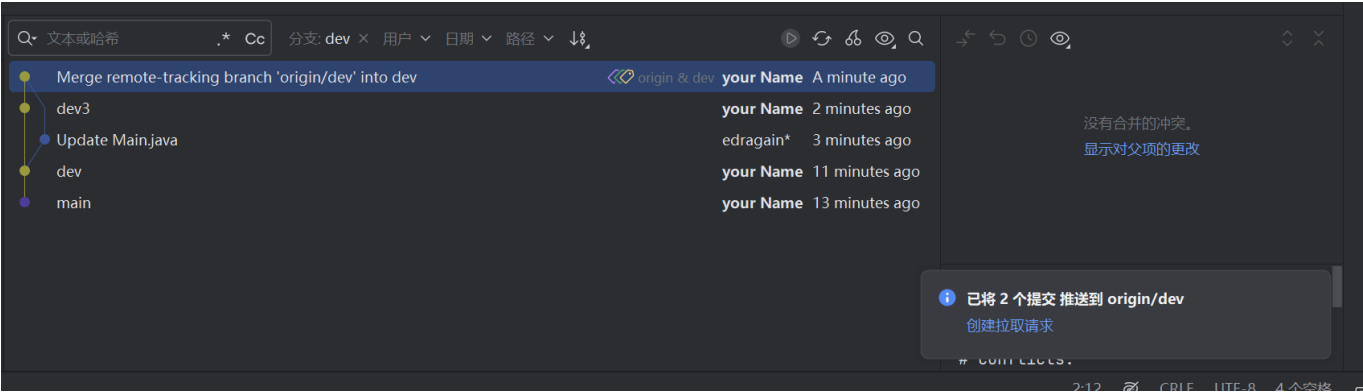 文本或哈希 .* Cc 分支: dev 用户 日期 路径
Merge remote-tracking branch 'origin/dev' into dev origin & dev your Name A minute ago
dev3 your Name 2 minutes ago
Update Main.java edragain* 3 minutes ago
dev your Name 11 minutes ago
main your Name 13 minutes ago
没有合并的冲突。
显示对父项的更改
已将 2 个提交 推送到 origin/dev
创建拉取请求
# Conflicts:
2:12 CRLF UTF-8 4 个空格